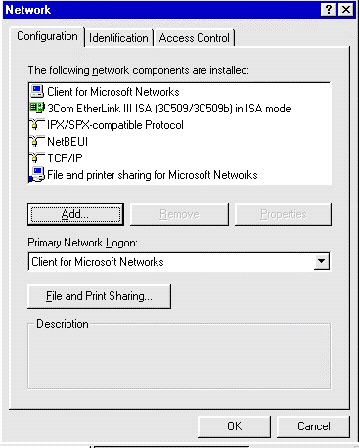 Network
Configuration Identification Access Control
The following network components are installed:
Client for Microsoft Networks
3Com EtherLink III ISA (3C509/3C509b) in ISA mode
IPX/SPX-compatible Protocol
NetBEUI
TCP/IP
File and printer sharing for Microsoft Networks
Add... Remove Properties
Primary Network Logon:
Client for Microsoft Networks
File and Print Sharing...
Description
OK Cancel